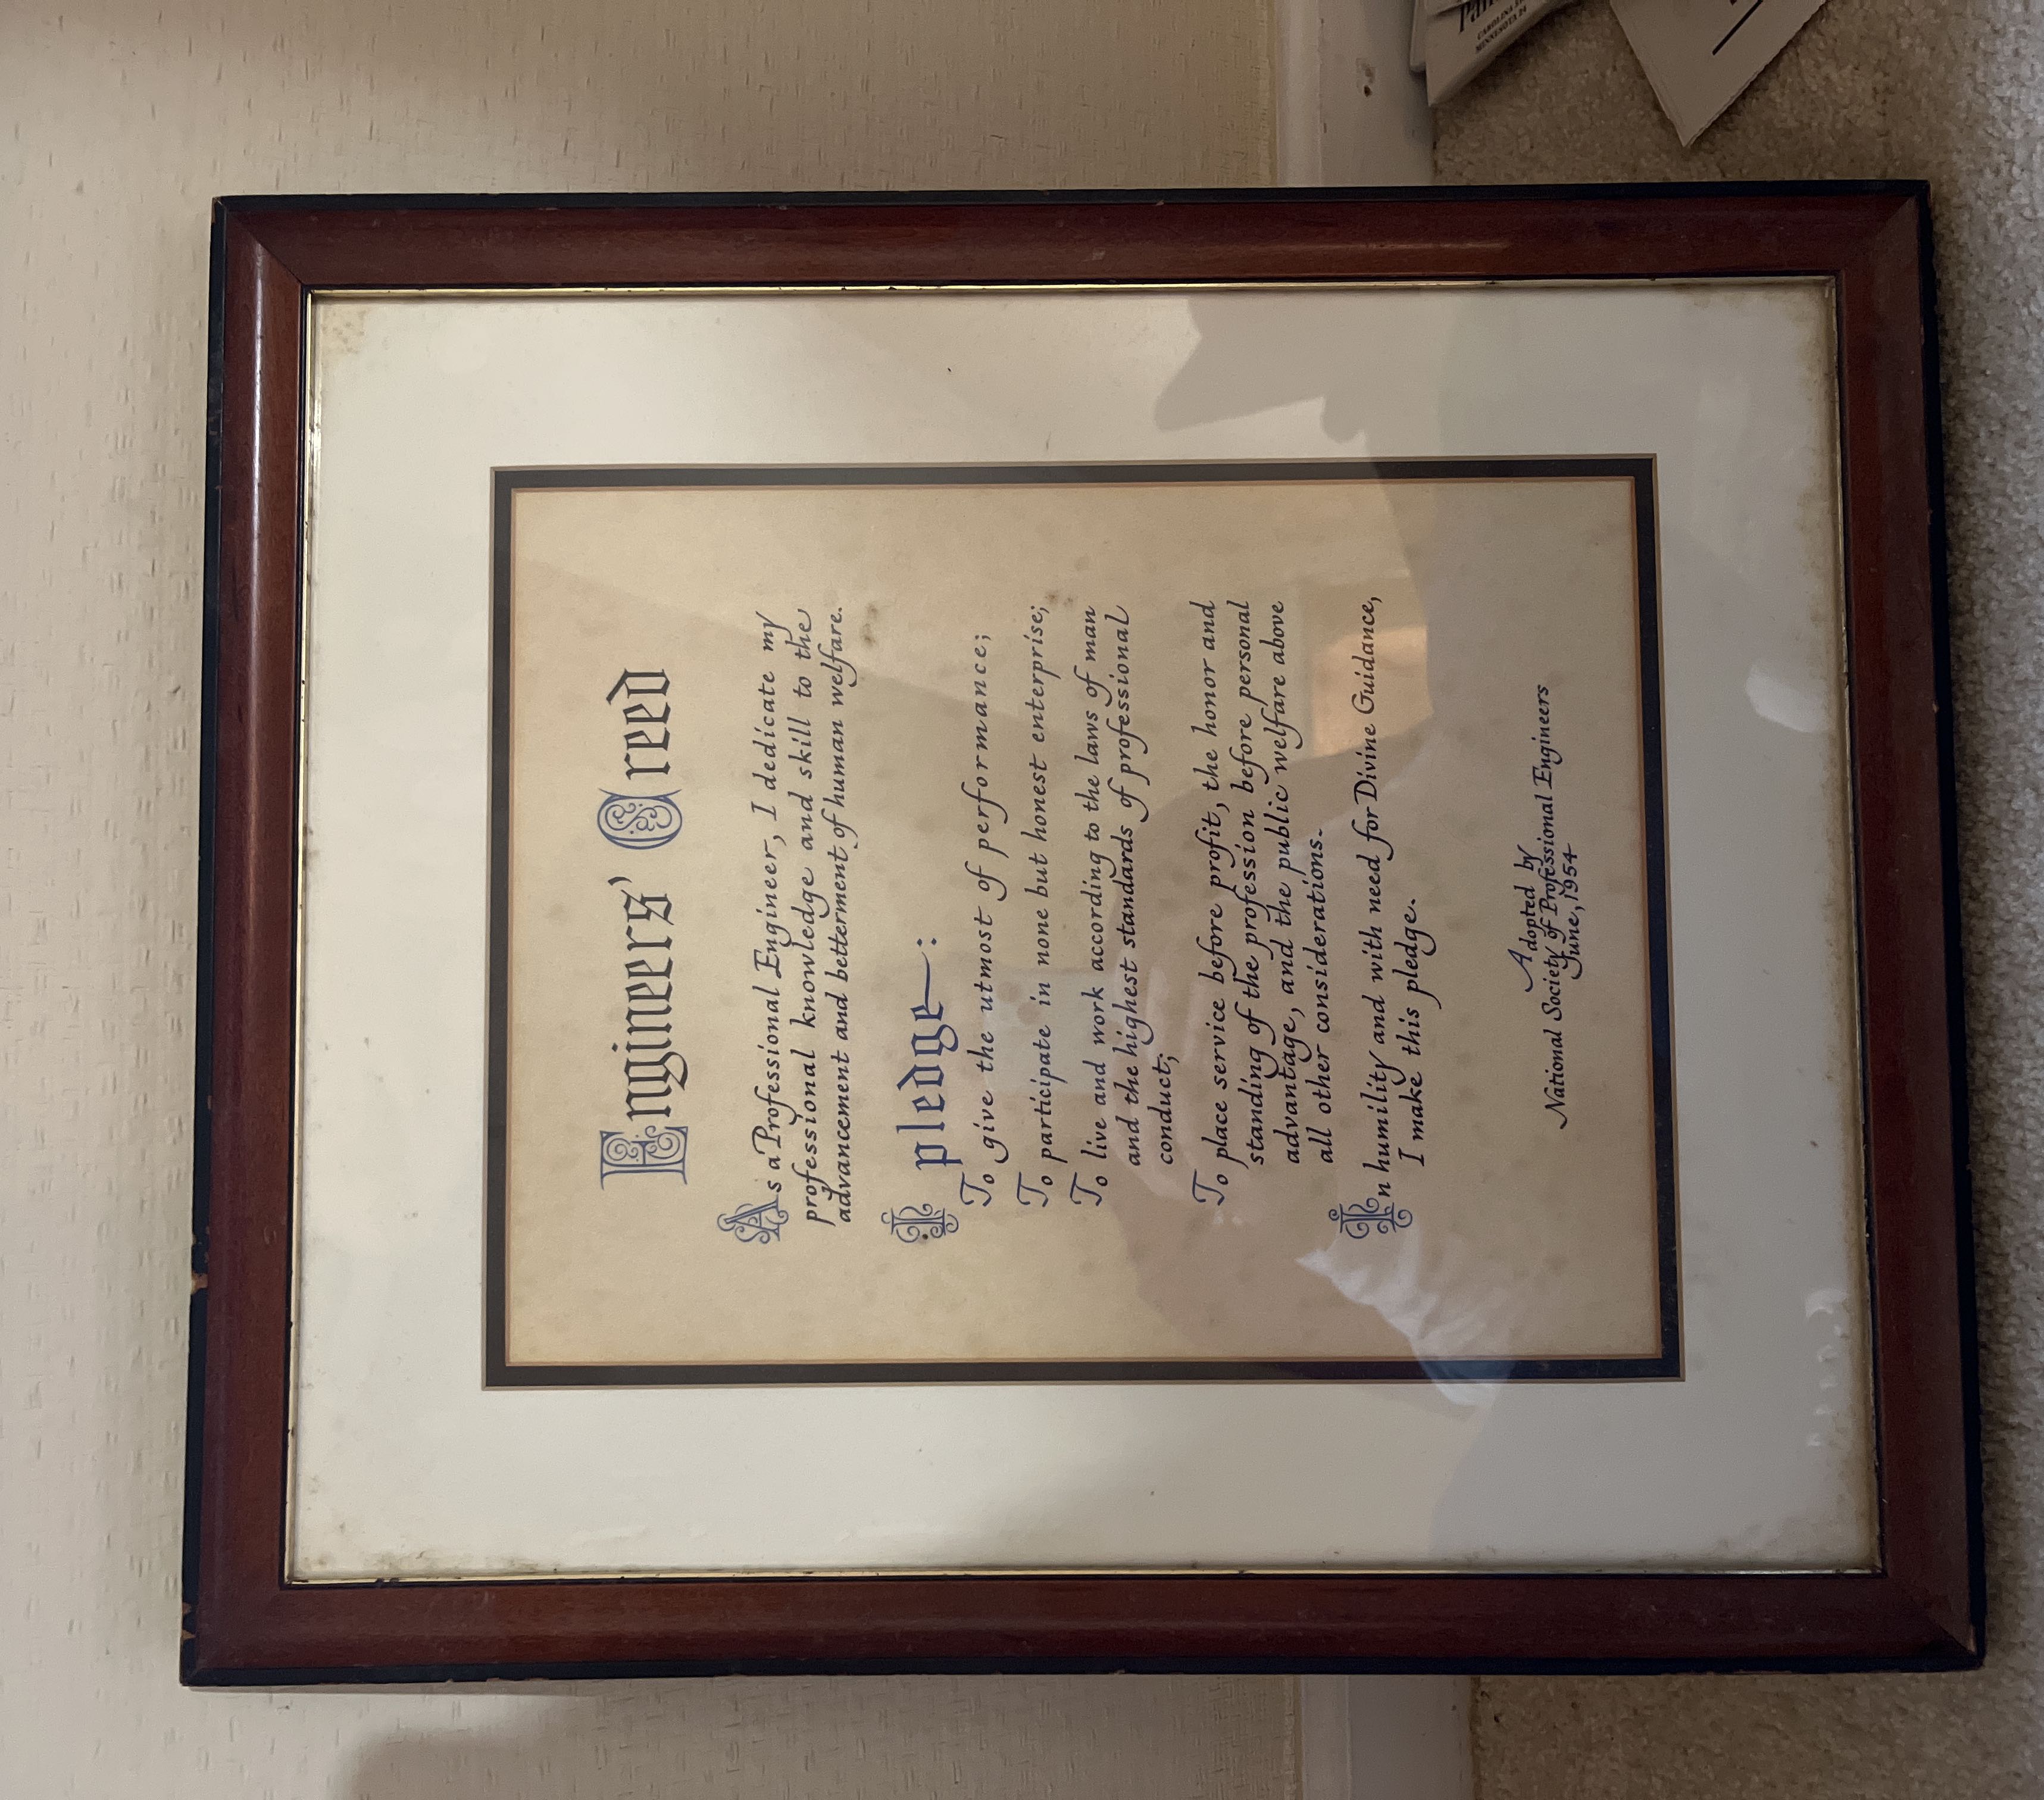 Engineers' Creed
As a Professional Engineer, I dedicate my
professional knowledge and skill to the
advancement and betterment of human welfare.
I pledge:
To give the utmost of performance;
To participate in none but honest enterprise;
To live and work according to the laws of man
and the highest standards of professional
conduct;
To place service before profit, the honor and
standing of the profession before personal
advantage, and the public welfare above
all other considerations.
In humility and with need for Divine Guidance,
I make this pledge.
Adopted by
National Society of Professional Engineers
June, 1954